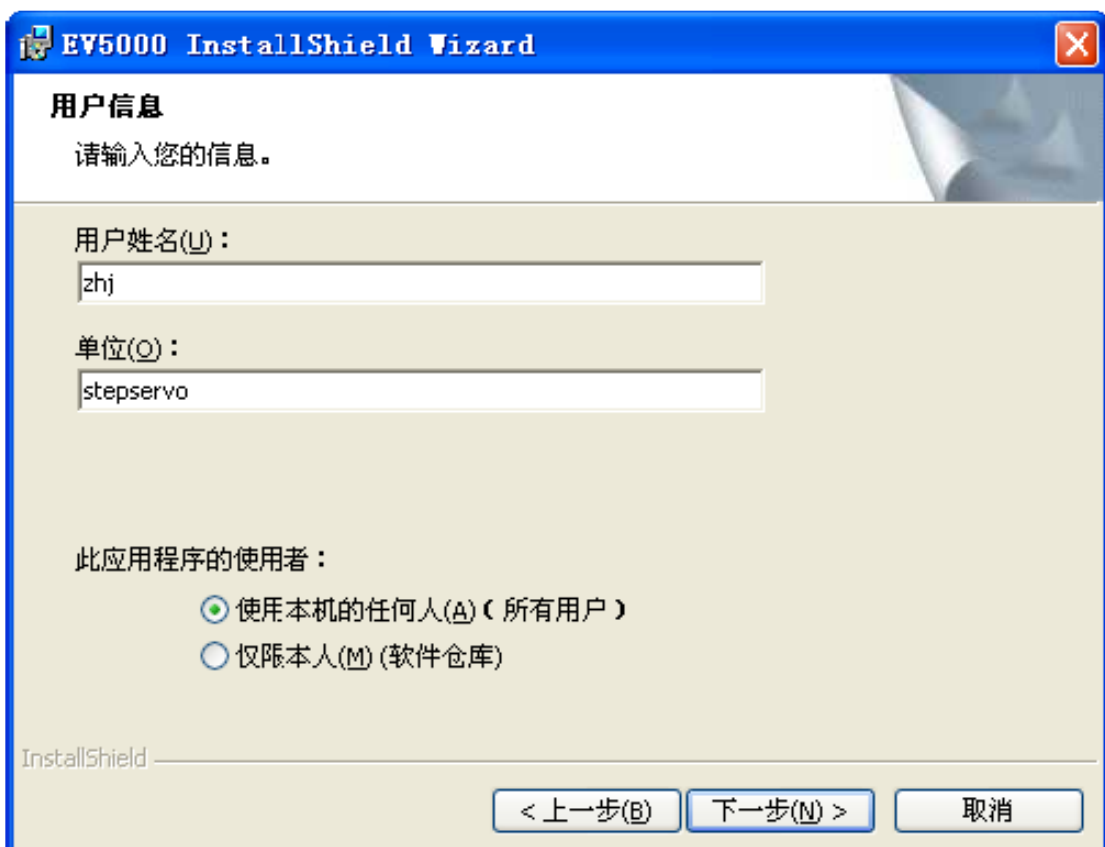 EV5000 InstallShield Wizard
用户信息
请输入您的信息。
用户姓名(U)：
zhj
单位(O)：
stepservo
此应用程序的使用者：
使用本机的任何人(A)（所有用户）
仅限本人(M) (软件仓库)
InstallShield
< 上一步(B)
下一步(N) >
取消